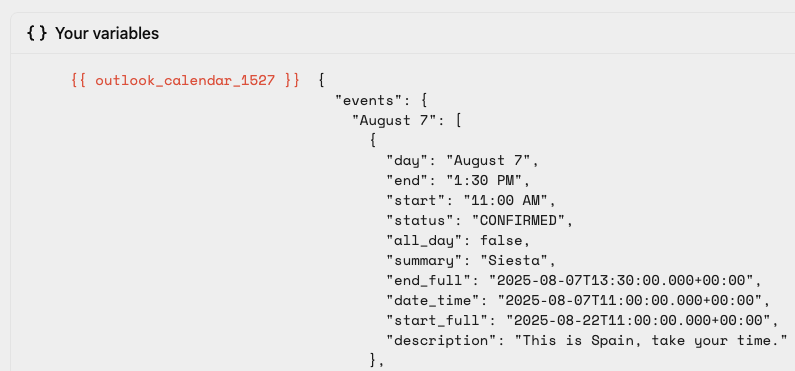 { } Your variables
{{ outlook_calendar_1527 }} {
"events": {
"August 7": [
{
"day": "August 7",
"end": "1:30 PM",
"start": "11:00 AM",
"status": "CONFIRMED",
"all_day": false,
"summary": "Siesta",
"end_full": "2025-08-07T13:30:00.000+00:00",
"date_time": "2025-08-07T11:00:00.000+00:00",
"start_full": "2025-08-22T11:00:00.000+00:00",
"description": "This is Spain, take your time."
},